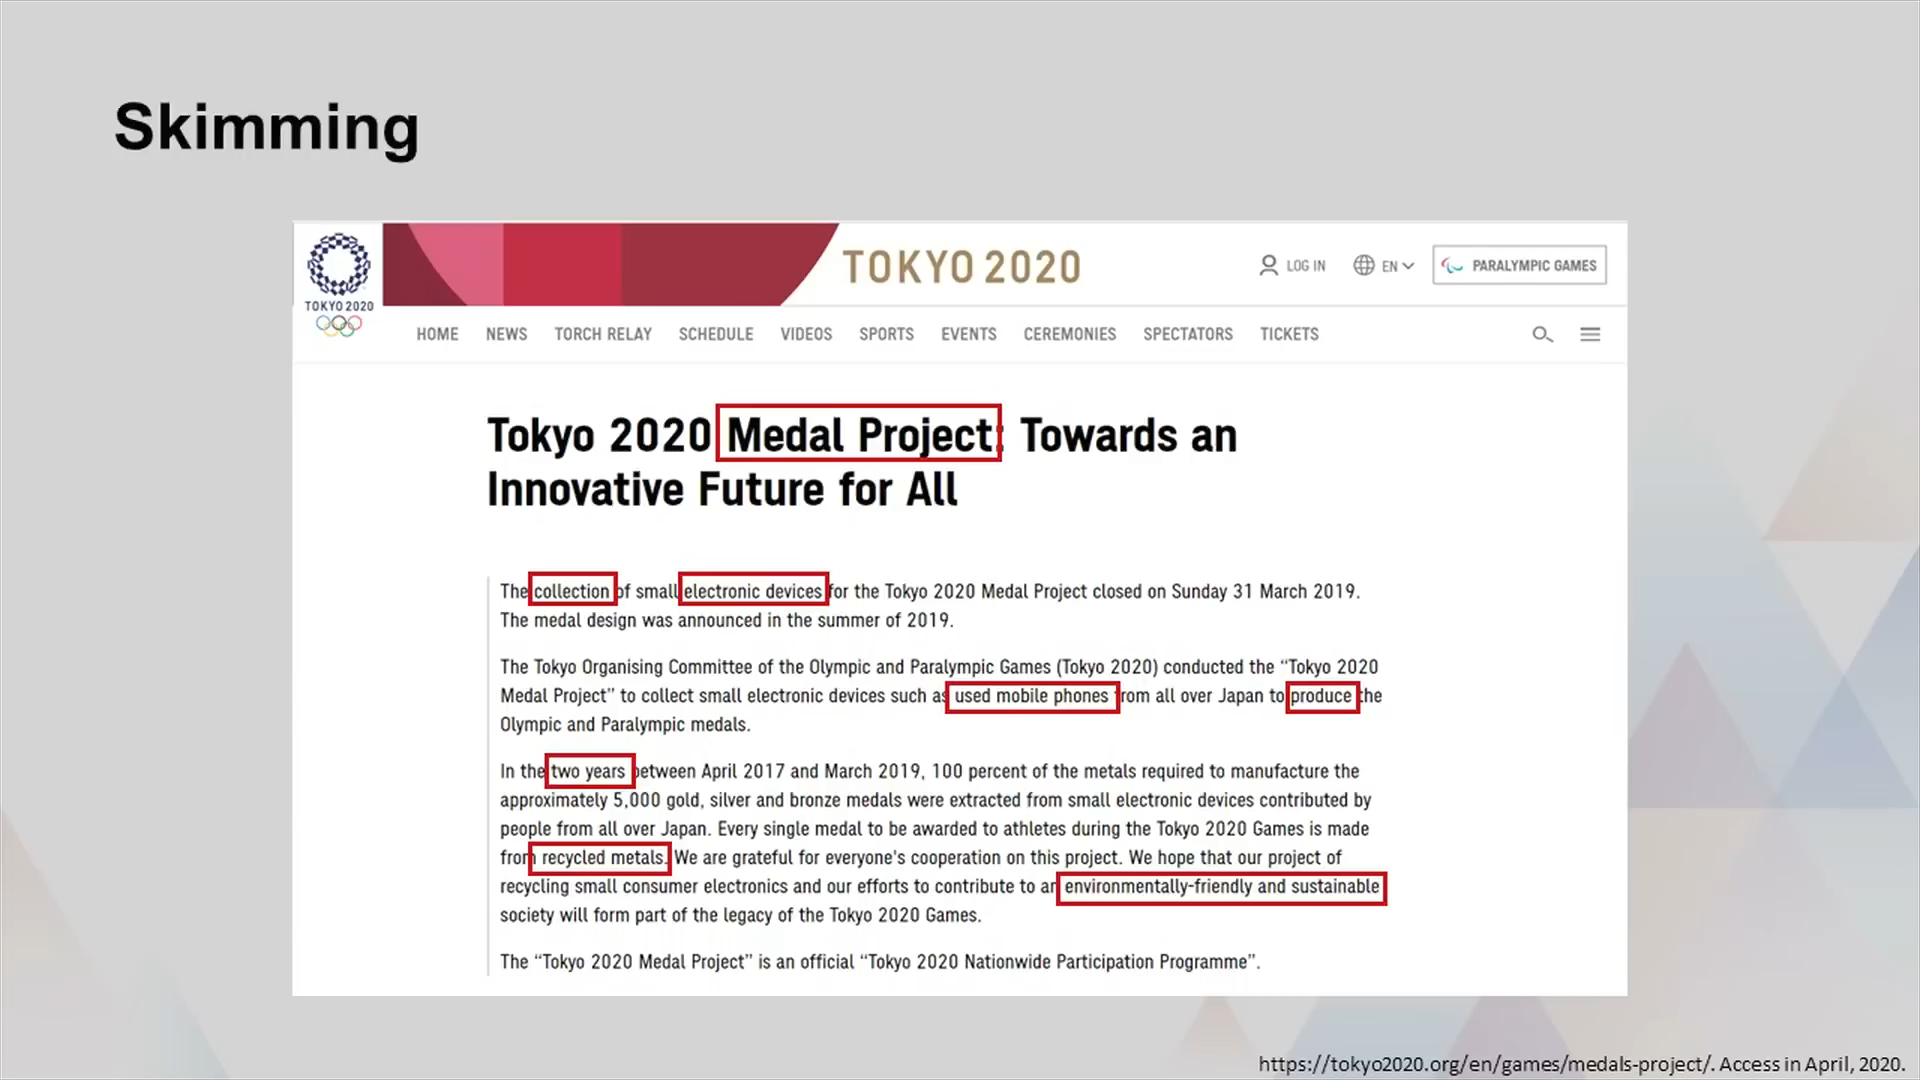 Skimming
TOKYO 2020
TOKYO 2020
LOG IN
EN
PARALYMPIC GAMES
HOME NEWS TORCH RELAY SCHEDULE VIDEOS SPORTS EVENTS CEREMONIES SPECTATORS TICKETS
Tokyo 2020 Medal Project: Towards an
Innovative Future for All
The collection of small electronic devices for the Tokyo 2020 Medal Project closed on Sunday 31 March 2019.
The medal design was announced in the summer of 2019.
The Tokyo Organising Committee of the Olympic and Paralympic Games (Tokyo 2020) conducted the “Tokyo 2020
Medal Project” to collect small electronic devices such as used mobile phones from all over Japan to produce the
Olympic and Paralympic medals.
In the two years between April 2017 and March 2019, 100 percent of the metals required to manufacture the
approximately 5,000 gold, silver and bronze medals were extracted from small electronic devices contributed by
people from all over Japan. Every single medal to be awarded to athletes during the Tokyo 2020 Games is made
from recycled metals. We are grateful for everyone's cooperation on this project. We hope that our project of
recycling small consumer electronics and our efforts to contribute to an environmentally-friendly and sustainable
society will form part of the legacy of the Tokyo 2020 Games.
The “Tokyo 2020 Medal Project” is an official “Tokyo 2020 Nationwide Participation Programme”.
https://tokyo2020.org/en/games/medals-project/. Access in April, 2020.